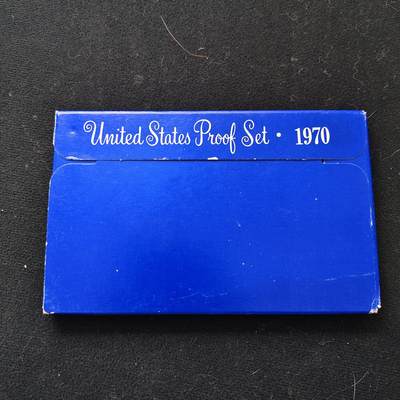 United States Proof Set · 1970